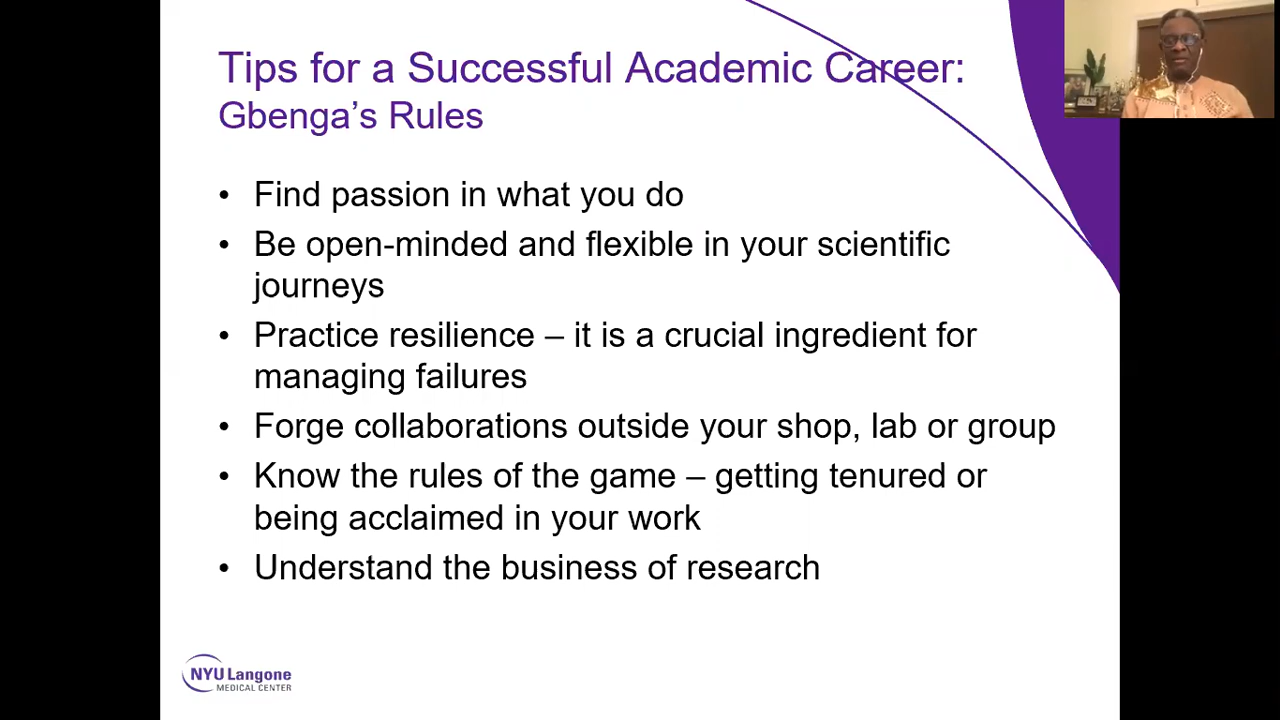 Tips for a Successful Academic Career:
Gbenga's Rules
• Find passion in what you do
• Be open-minded and flexible in your scientific
journeys
• Practice resilience – it is a crucial ingredient for
managing failures
• Forge collaborations outside your shop, lab or group
• Know the rules of the game – getting tenured or
being acclaimed in your work
• Understand the business of research
NYU Langone
MEDICAL CENTER